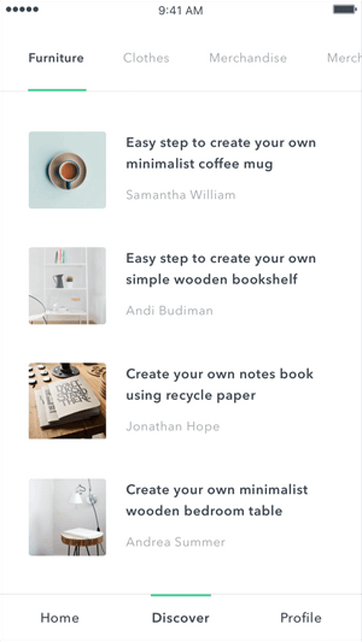 9:41 AM
Furniture Clothes Merchandise Merch
Easy step to create your own
minimalist coffee mug
Samantha William
Easy step to create your own
simple wooden bookshelf
Andi Budiman
Create your own notes book
using recycle paper
Jonathan Hope
Create your own minimalist
wooden bedroom table
Andrea Summer
Home Discover Profile